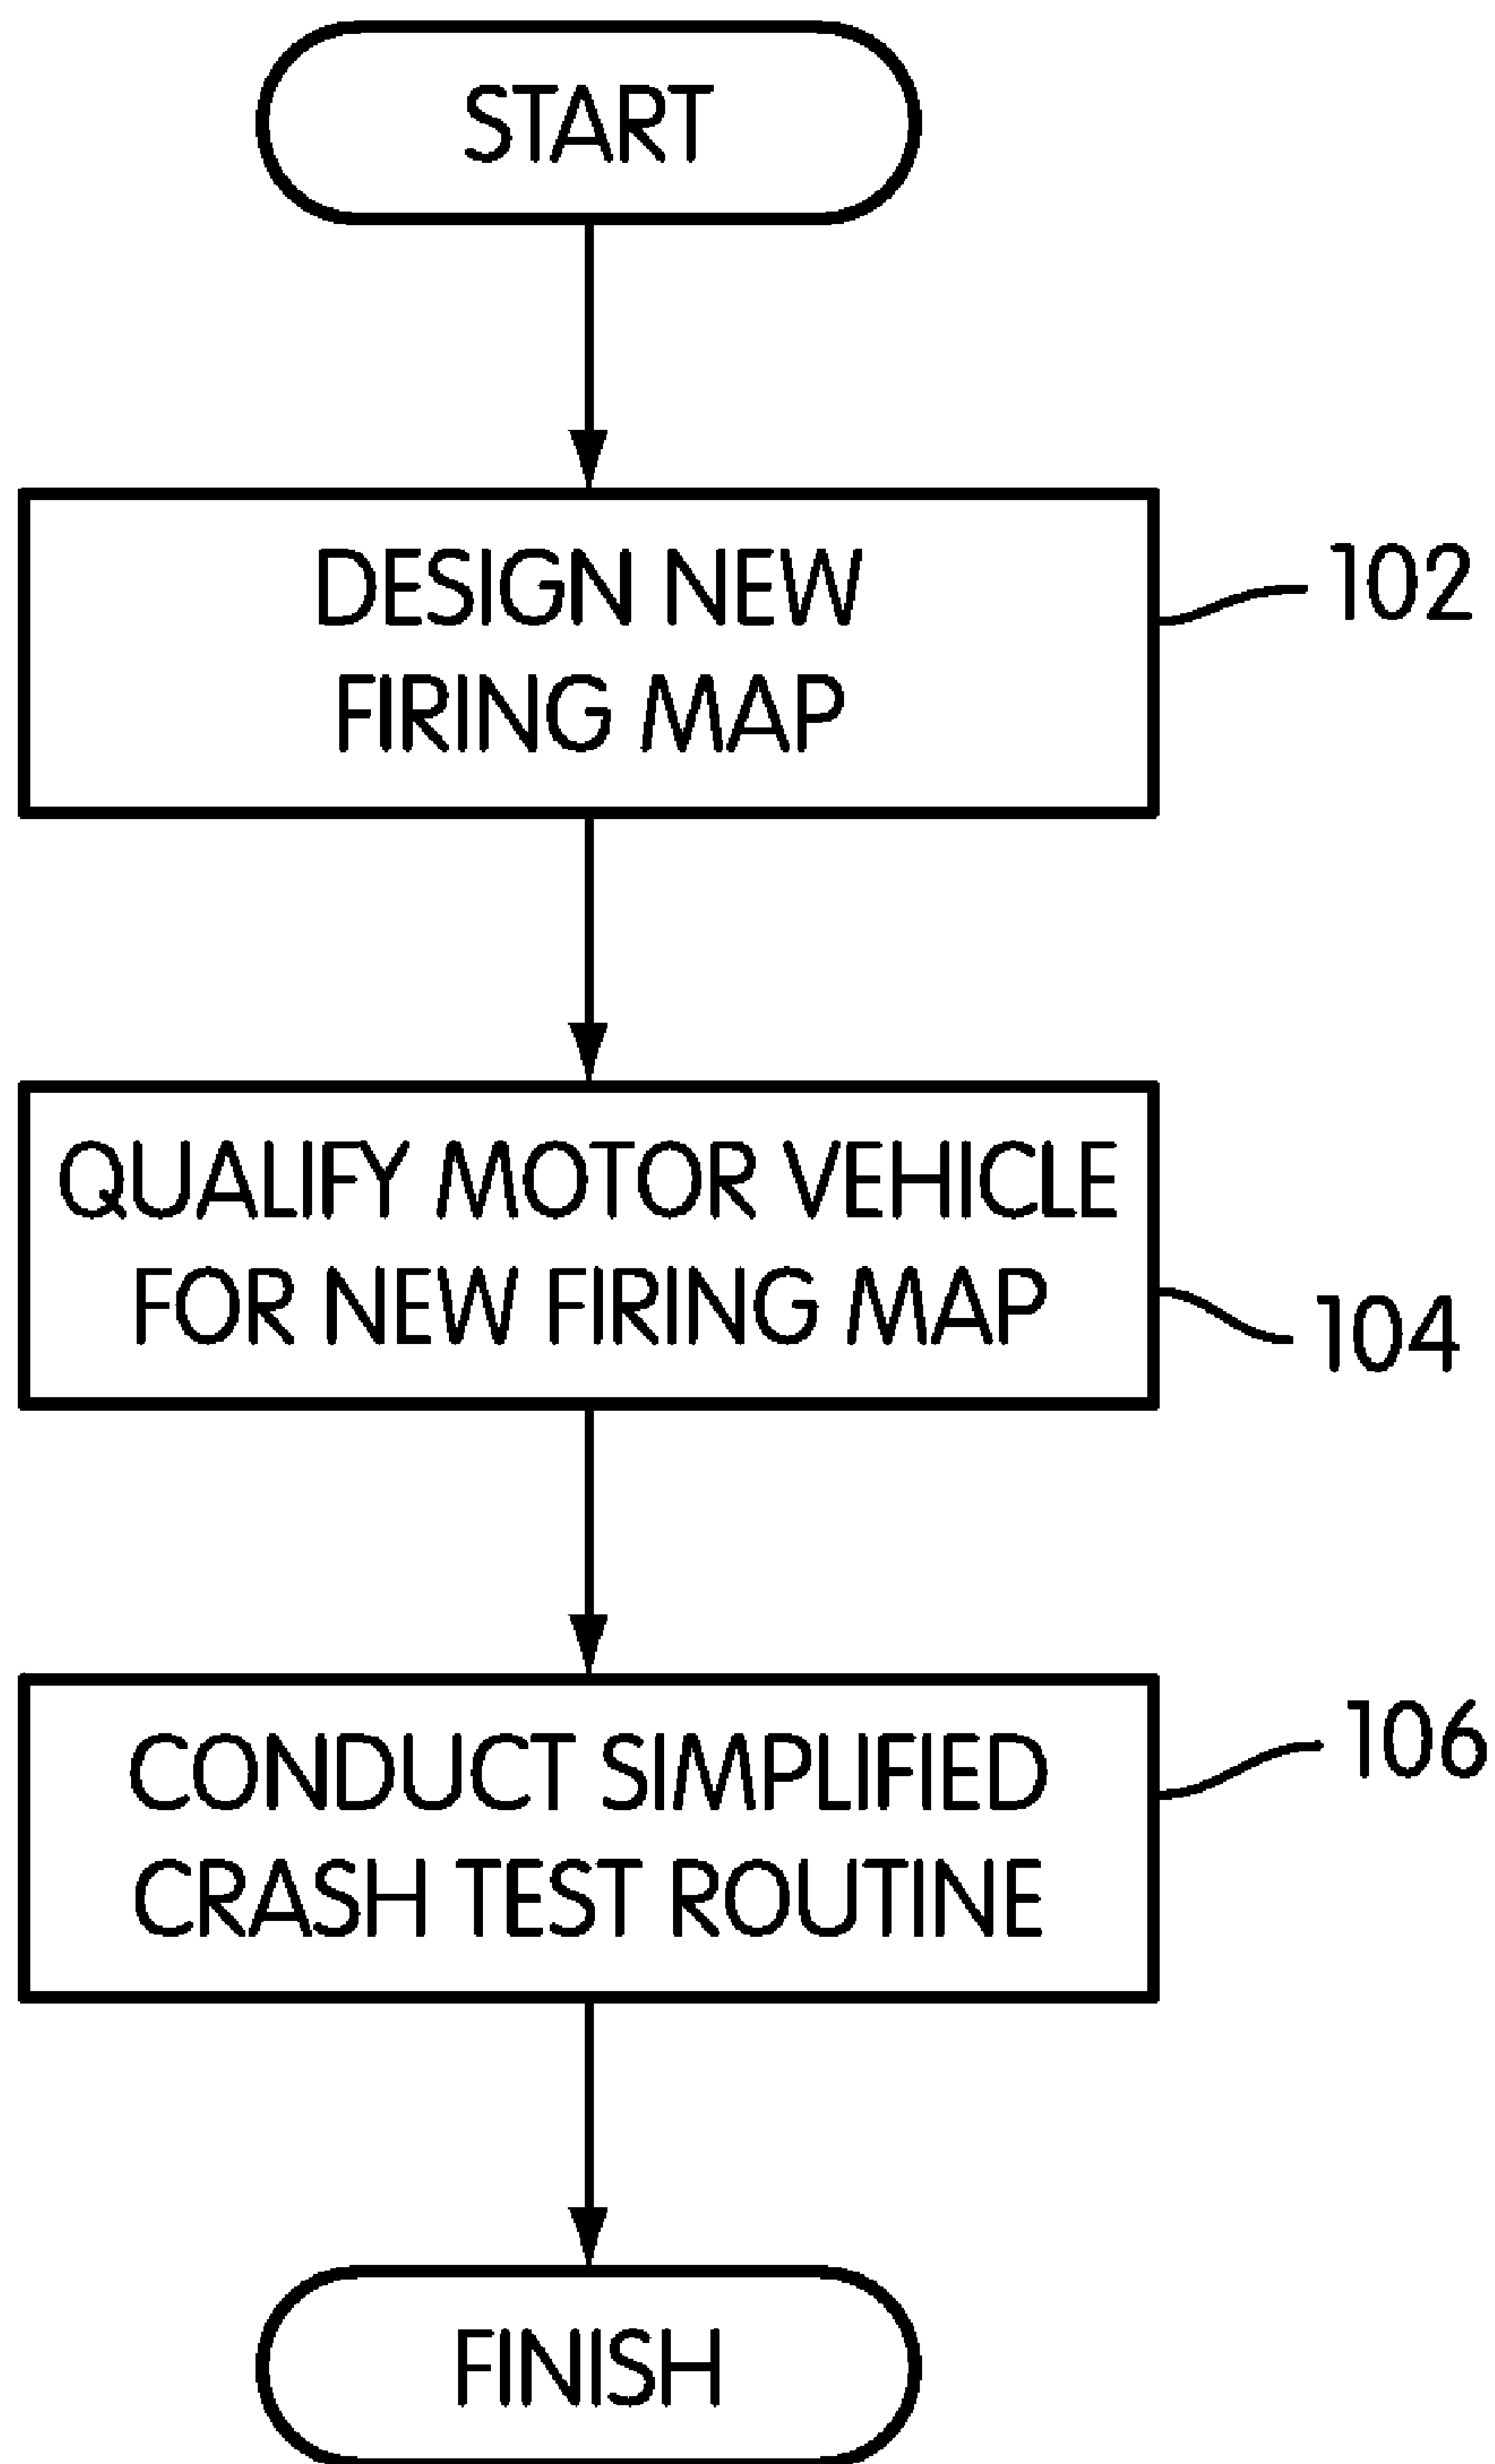 START
DESIGN NEW
FIRING MAP
102
QUALIFY MOTOR VEHICLE
FOR NEW FIRING MAP
104
CONDUCT SIMPLIFIED
CRASH TEST ROUTINE
106
FINISH